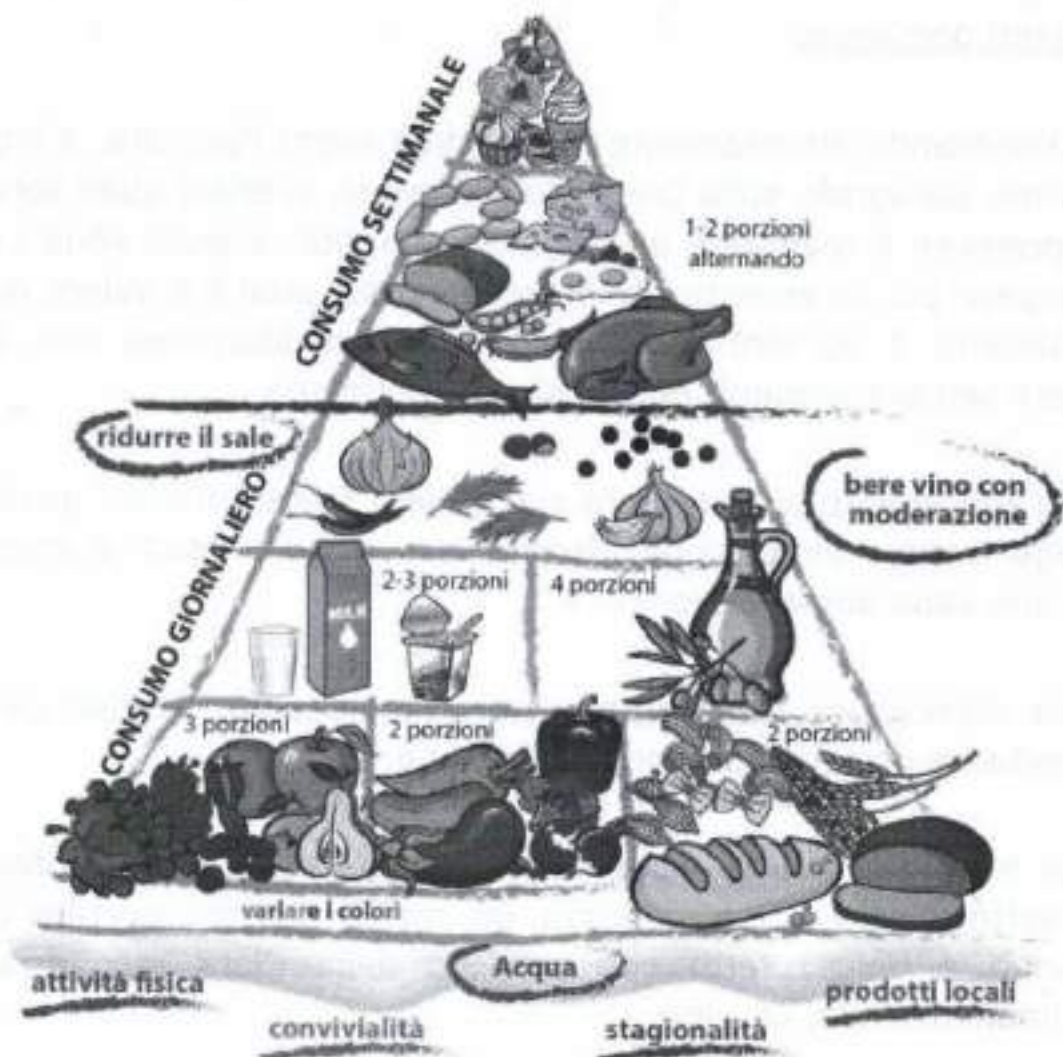 CONSUMO SETTIMANALE
1-2 porzioni
alternando
ridurre il sale
bere vino con
moderazione
CONSUMO GIORNALIERO
2-3 porzioni
4 porzioni
3 porzioni
2 porzioni
2 porzioni
variare i colori
attività fisica
Acqua
prodotti locali
convivialità
stagionalità